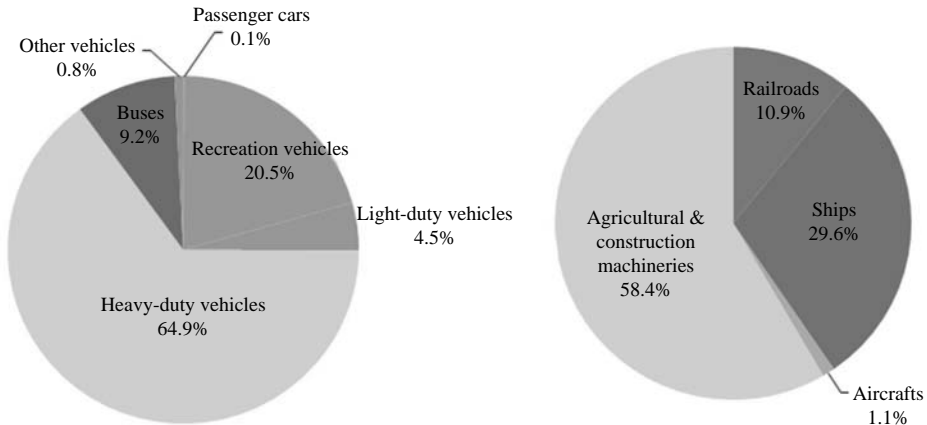 Passenger cars
0.1%
Other vehicles
0.8%
Buses
9.2%
Recreation vehicles
20.5%
Light-duty vehicles
4.5%
Heavy-duty vehicles
64.9%
Railroads
10.9%
Ships
29.6%
Agricultural &
construction
machineries
58.4%
Aircrafts
1.1%